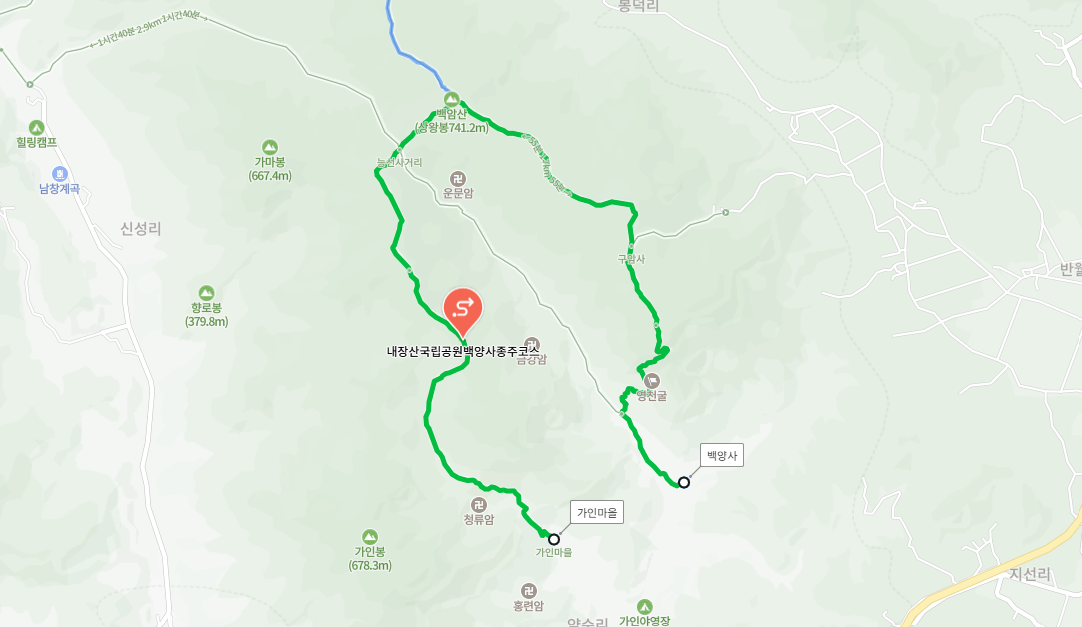 봉덕리
←1시간40분 2.9km 1시간40분→
백암산
(상왕봉741.2m)
힐링캠프
가마봉
(667.4m)
능선사거리
남창계곡
운문암
신성리
구암사
반월
향로봉
(379.8m)
내장산국립공원백양사종주코스
금강암
영천굴
백양사
청류암
가인마을
가인봉
(678.3m)
가인마을
지선리
홍련암
약수리
가인야영장